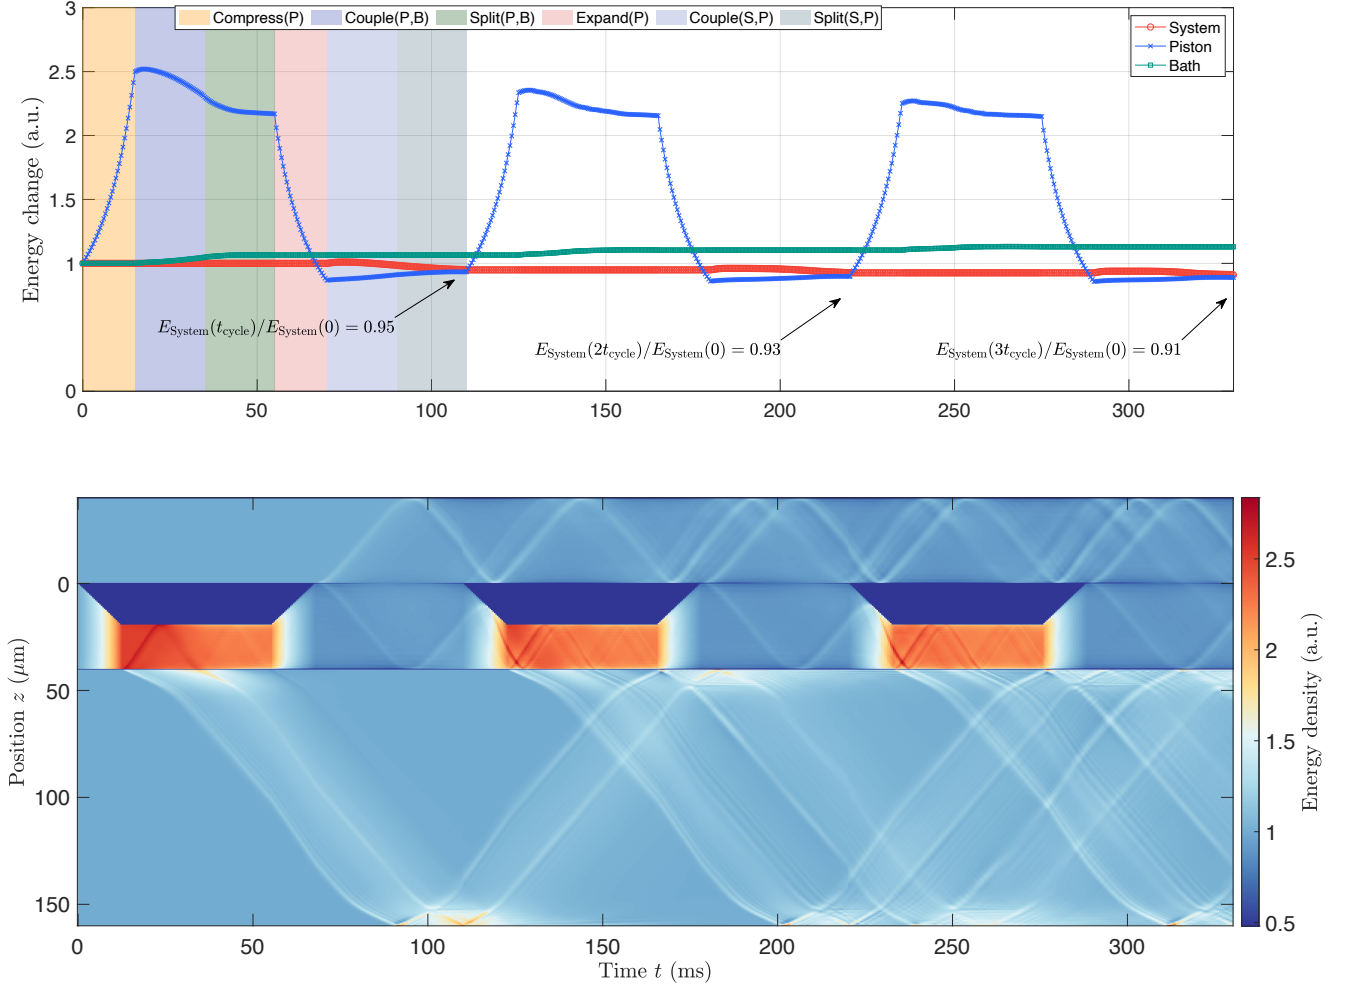 Compress(P) Couple(P,B) Split(P,B) Expand(P) Couple(S,P) Split(S,P)
System
Piston
Bath
Energy change (a.u.)
3
2.5
2
1.5
1
0
0 50 100 150 200 250 300
E_System(t_cycle)/E_System(0) = 0.95
E_System(2t_cycle)/E_System(0) = 0.93
E_System(3t_cycle)/E_System(0) = 0.91
Position z (μm)
0
50
100
150
0 50 100 150 200 250 300
Time t (ms)
2.5
2
1.5
1
0.5
Energy density (a.u.)